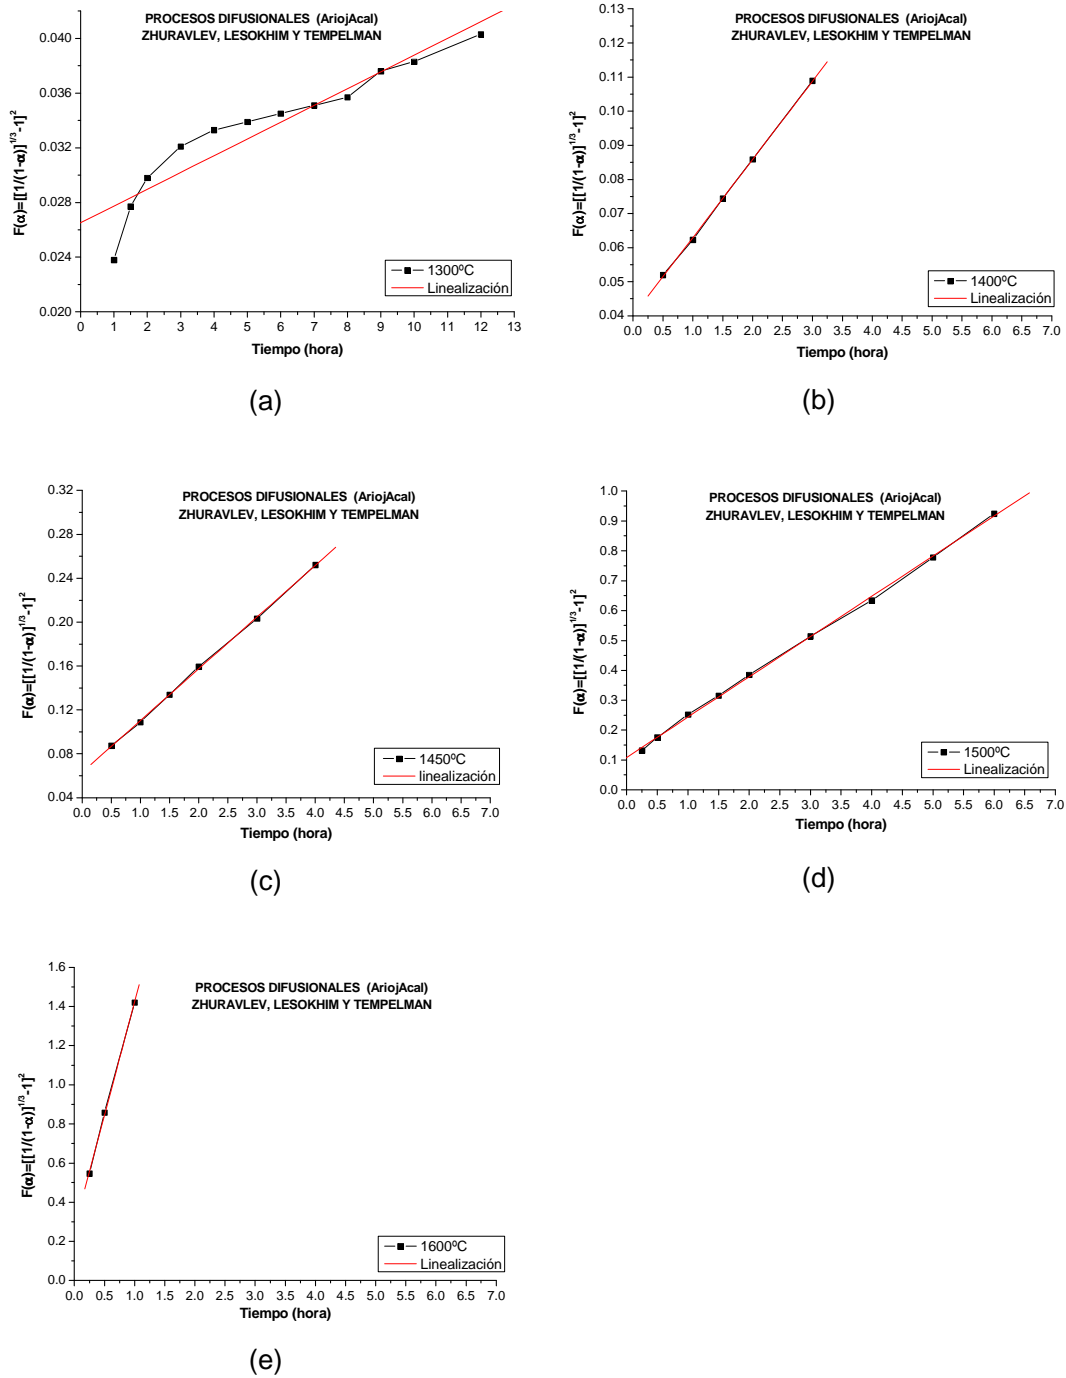 PROCESOS DIFUSIONALES (AriojAcal)
ZHURAVLEV, LESOKHIM Y TEMPELMAN
F(α)=[[1/(1-α)]^1/3-1]^2
0.040
0.036
0.032
0.028
0.024
0.020
1300ºC
Linealización
0 1 2 3 4 5 6 7 8 9 10 11 12 13
Tiempo (hora)
(a)
PROCESOS DIFUSIONALES (AriojAcal)
ZHURAVLEV, LESOKHIM Y TEMPELMAN
F(α)=[[1/(1-α)]^1/3-1]^2
0.13
0.12
0.11
0.10
0.09
0.08
0.07
0.06
0.05
0.04
1400ºC
Linealización
0.0 0.5 1.0 1.5 2.0 2.5 3.0 3.5 4.0 4.5 5.0 5.5 6.0 6.5 7.0
Tiempo (hora)
(b)
PROCESOS DIFUSIONALES (AriojAcal)
ZHURAVLEV, LESOKHIM Y TEMPELMAN
F(α)=[[1/(1-α)]^1/3-1]^2
0.32
0.28
0.24
0.20
0.16
0.12
0.08
0.04
1450ºC
linealización
0.0 0.5 1.0 1.5 2.0 2.5 3.0 3.5 4.0 4.5 5.0 5.5 6.0 6.5 7.0
Tiempo (hora)
(c)
PROCESOS DIFUSIONALES (AriojAcal)
ZHURAVLEV, LESOKHIM Y TEMPELMAN
F(α)=[[1/(1-α)]^1/3-1]^2
1.0
0.9
0.8
0.7
0.6
0.5
0.4
0.3
0.2
0.1
0.0
1500ºC
Linealización
0.0 0.5 1.0 1.5 2.0 2.5 3.0 3.5 4.0 4.5 5.0 5.5 6.0 6.5 7.0
Tiempo (hora)
(d)
PROCESOS DIFUSIONALES (AriojAcal)
ZHURAVLEV, LESOKHIM Y TEMPELMAN
F(α)=[[1/(1-α)]^1/3-1]^2
1.6
1.4
1.2
1.0
0.8
0.6
0.4
0.2
0.0
1600ºC
Linealización
0.0 0.5 1.0 1.5 2.0 2.5 3.0 3.5 4.0 4.5 5.0 5.5 6.0 6.5 7.0
Tiempo (hora)
(e)